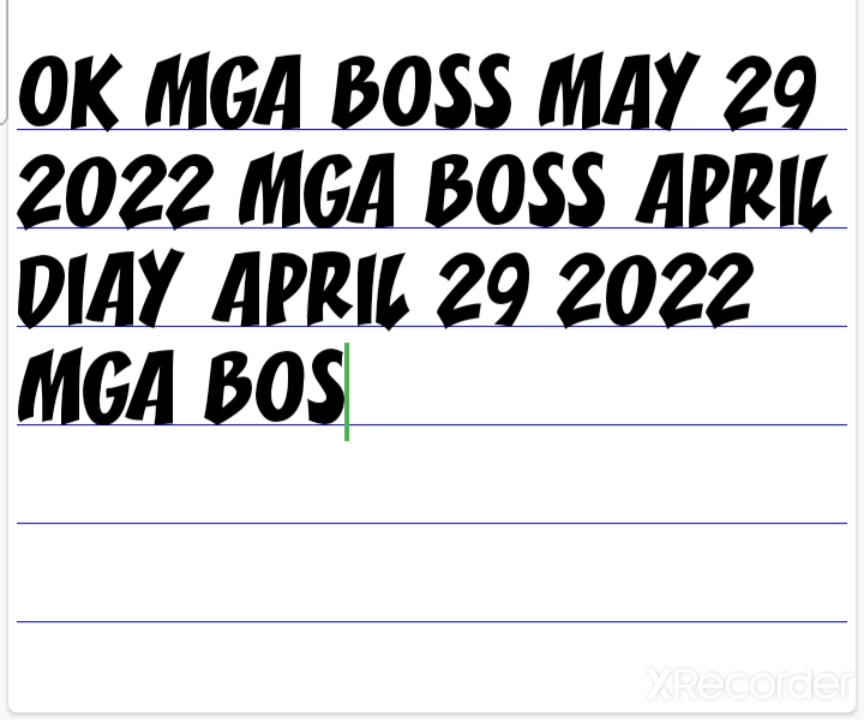 OK MGA BOSS MAY 29
2022 MGA BOSS APRIL
DIAY APRIL 29 2022
MGA BOS
XRecorder